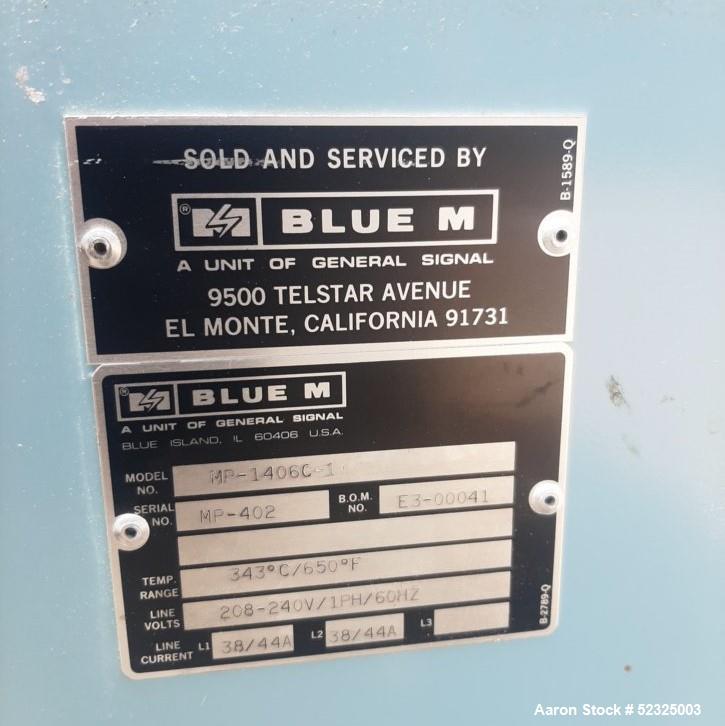 SOLD AND SERVICED BY
® BLUE M
A UNIT OF GENERAL SIGNAL
9500 TELSTAR AVENUE
EL MONTE, CALIFORNIA 91731
B-1589-Q
® BLUE M
A UNIT OF GENERAL SIGNAL
BLUE ISLAND, IL 60406 U.S.A.
MODEL NO. MP-1406C-1
SERIAL NO. MP-402 B.O.M. NO. E3-00041
TEMP. RANGE 343°C/650°F
LINE VOLTS 208-240V/1PH/60HZ
LINE CURRENT L1 38/44A L2 38/44A L3
B-2789-Q
Aaron Stock # 52325003